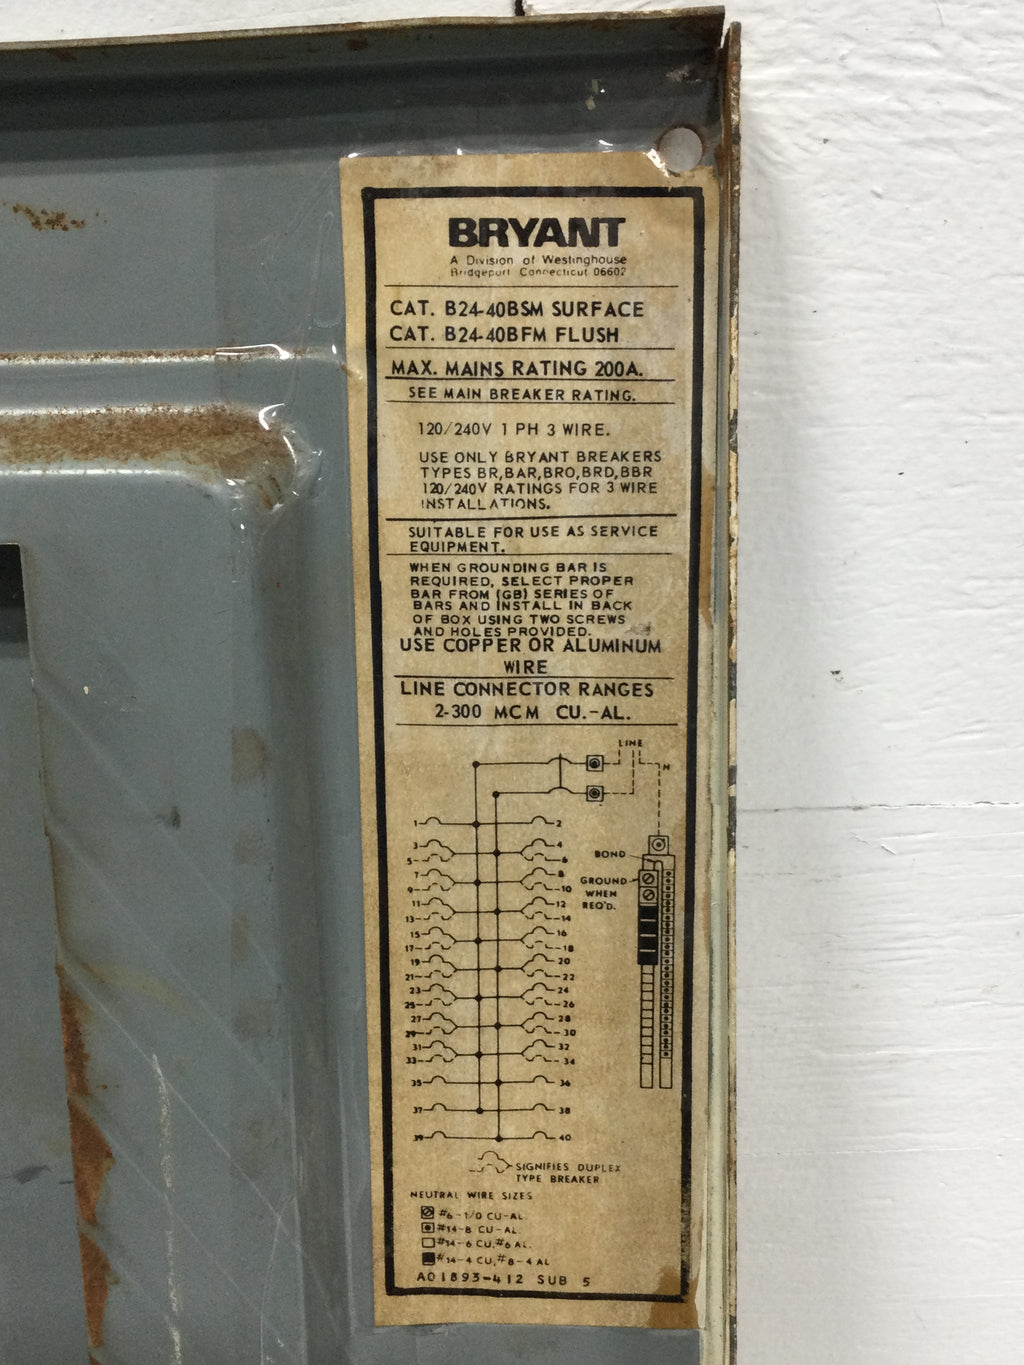 BRYANT
A Division of Westinghouse
Bridgeport Connecticut 06602
CAT. B24-40BSM SURFACE
CAT. B24-40BFM FLUSH
MAX. MAINS RATING 200A.
SEE MAIN BREAKER RATING.
120/240V 1 PH 3 WIRE.
USE ONLY BRYANT BREAKERS
TYPES BR,BAR,BRO,BRD,BBR
120/240V RATINGS FOR 3 WIRE
INSTALLATIONS.
SUITABLE FOR USE AS SERVICE
EQUIPMENT.
WHEN GROUNDING BAR IS
REQUIRED, SELECT PROPER
BAR FROM (GB) SERIES OF
BARS AND INSTALL IN BACK
OF BOX USING TWO SCREWS
AND HOLES PROVIDED.
USE COPPER OR ALUMINUM
WIRE
LINE CONNECTOR RANGES
2-300 MCM CU.-AL.
LINE
N
1 2
3 4
5 6
BOND
7 8
GROUND
9 10
WHEN
11 12
REQ'D.
13 14
15 16
17 18
19 20
21 22
23 24
25 26
27 28
29 30
31 32
33 34
35 36
37 38
39 40
SIGNIFIES DUPLEX
TYPE BREAKER
NEUTRAL WIRE SIZES
#6-1/0 CU-AL.
#14-8 CU-AL.
#14-6 CU,#6 AL.
#14-4 CU,#8-4 AL
A01893-412 SUB 5